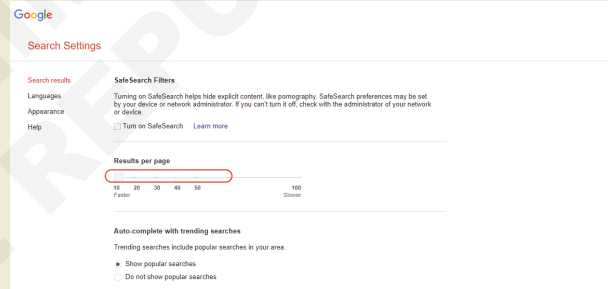 Google
Search Settings
Search results
Languages
Appearance
Help
SafeSearch Filters
Turning on SafeSearch helps hide explicit content, like pornography. SafeSearch preferences may be set
by your device or network administrator. If you can't turn it off, check with the administrator of your network
or device.
Turn on SafeSearch Learn more
Results per page
10 20 30 40 50 100
Faster Slower
Auto-complete with trending searches
Trending searches include popular searches in your area.
Show popular searches
Do not show popular searches